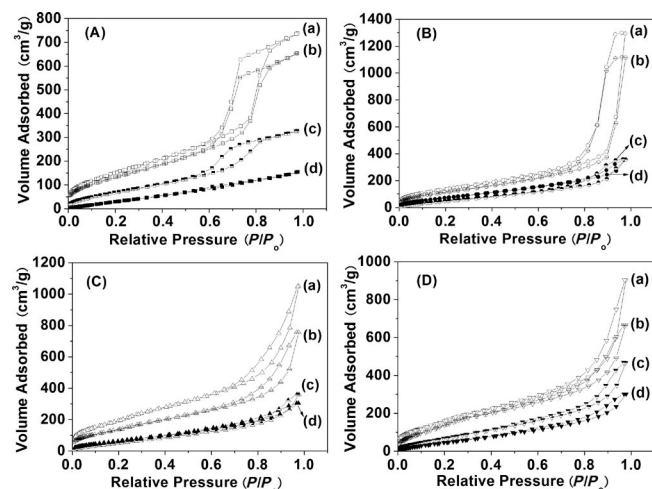 (A)
800
700
600
500
400
300
200
100
0
Volume Adsorbed (cm³/g)
(a)
(b)
(c)
(d)
0.0 0.2 0.4 0.6 0.8 1.0
Relative Pressure (P/Pₒ)
(B)
1400
1200
1000
800
600
400
200
0
Volume Adsorbed (cm³/g)
(a)
(b)
(c)
(d)
0.0 0.2 0.4 0.6 0.8 1.0
Relative Pressure (P/Pₒ)
(C)
1200
1000
800
600
400
200
0
Volume Adsorbed (cm³/g)
(a)
(b)
(c)
(d)
0.0 0.2 0.4 0.6 0.8 1.0
Relative Pressure (P/Pₒ)
(D)
1000
800
600
400
200
0
Volume Adsorbed (cm³/g)
(a)
(b)
(c)
(d)
0.0 0.2 0.4 0.6 0.8 1.0
Relative Pressure (P/Pₒ)